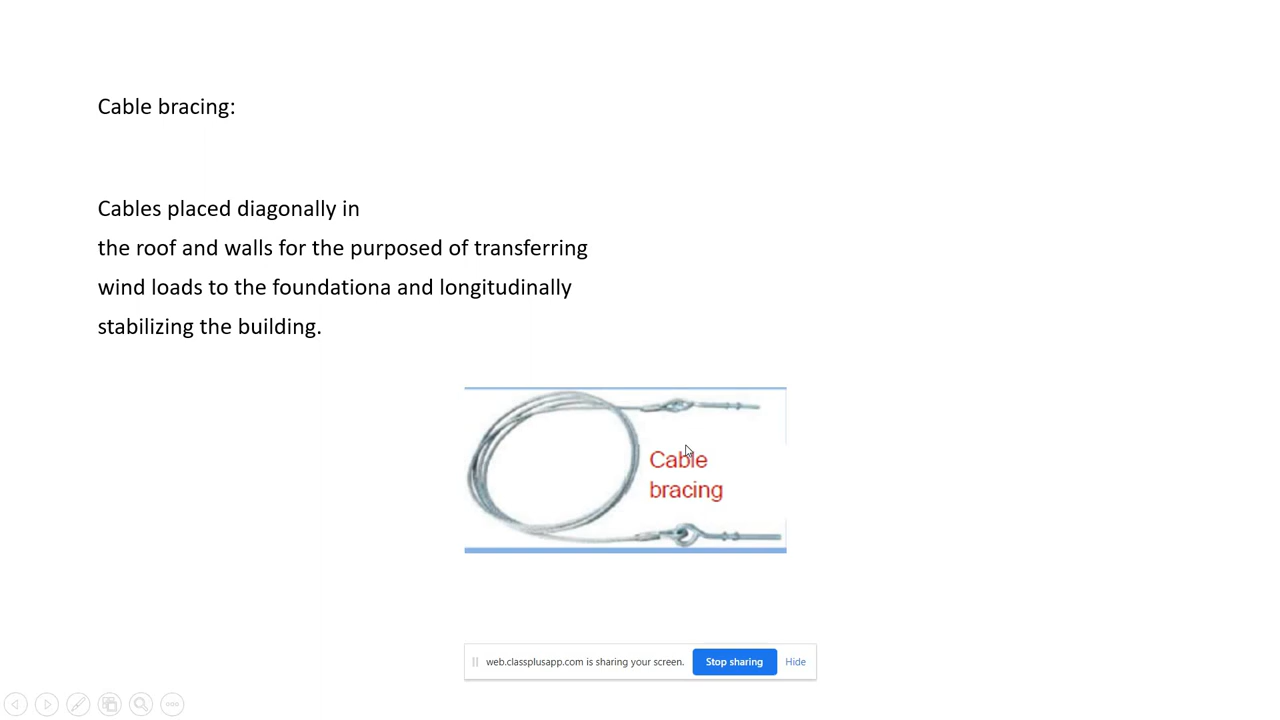 Cable bracing:
Cables placed diagonally in
the roof and walls for the purposed of transferring
wind loads to the foundationa and longitudinally
stabilizing the building.
Cable
bracing
web.classplusapp.com is sharing your screen. Stop sharing Hide